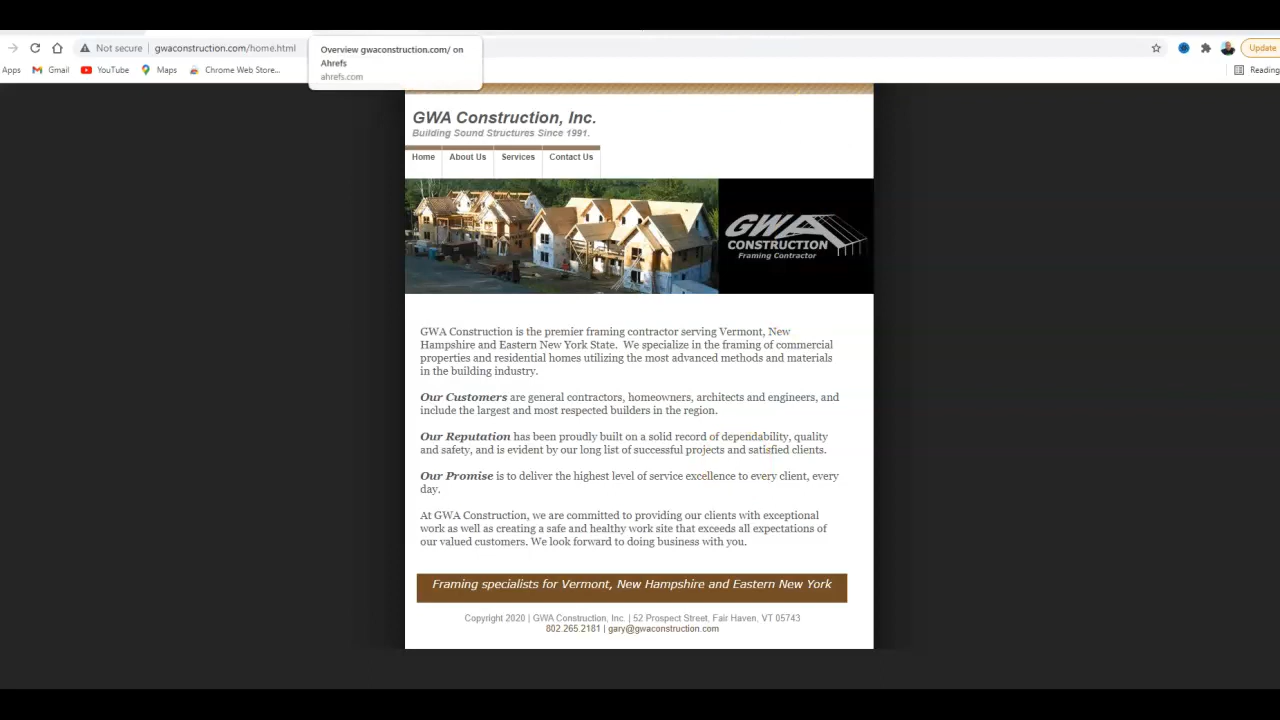 Overview gwaconstruction.com/ on
Ahrefs
ahrefs.com
Not secure
gwaconstruction.com/home.html
Update
Apps
Gmail
YouTube
Maps
Chrome Web Store...
Reading
GWA Construction, Inc.
Building Sound Structures Since 1991.
Home
About Us
Services
Contact Us
GWA
CONSTRUCTION
Framing Contractor
GWA Construction is the premier framing contractor serving Vermont, New
Hampshire and Eastern New York State. We specialize in the framing of commercial
properties and residential homes utilizing the most advanced methods and materials
in the building industry.
Our Customers are general contractors, homeowners, architects and engineers, and
include the largest and most respected builders in the region.
Our Reputation has been proudly built on a solid record of dependability, quality
and safety, and is evident by our long list of successful projects and satisfied clients.
Our Promise is to deliver the highest level of service excellence to every client, every
day.
At GWA Construction, we are committed to providing our clients with exceptional
work as well as creating a safe and healthy work site that exceeds all expectations of
our valued customers. We look forward to doing business with you.
Framing specialists for Vermont, New Hampshire and Eastern New York
Copyright 2020 | GWA Construction, Inc. | 52 Prospect Street, Fair Haven, VT 05743
802.265.2181 | gary@gwaconstruction.com